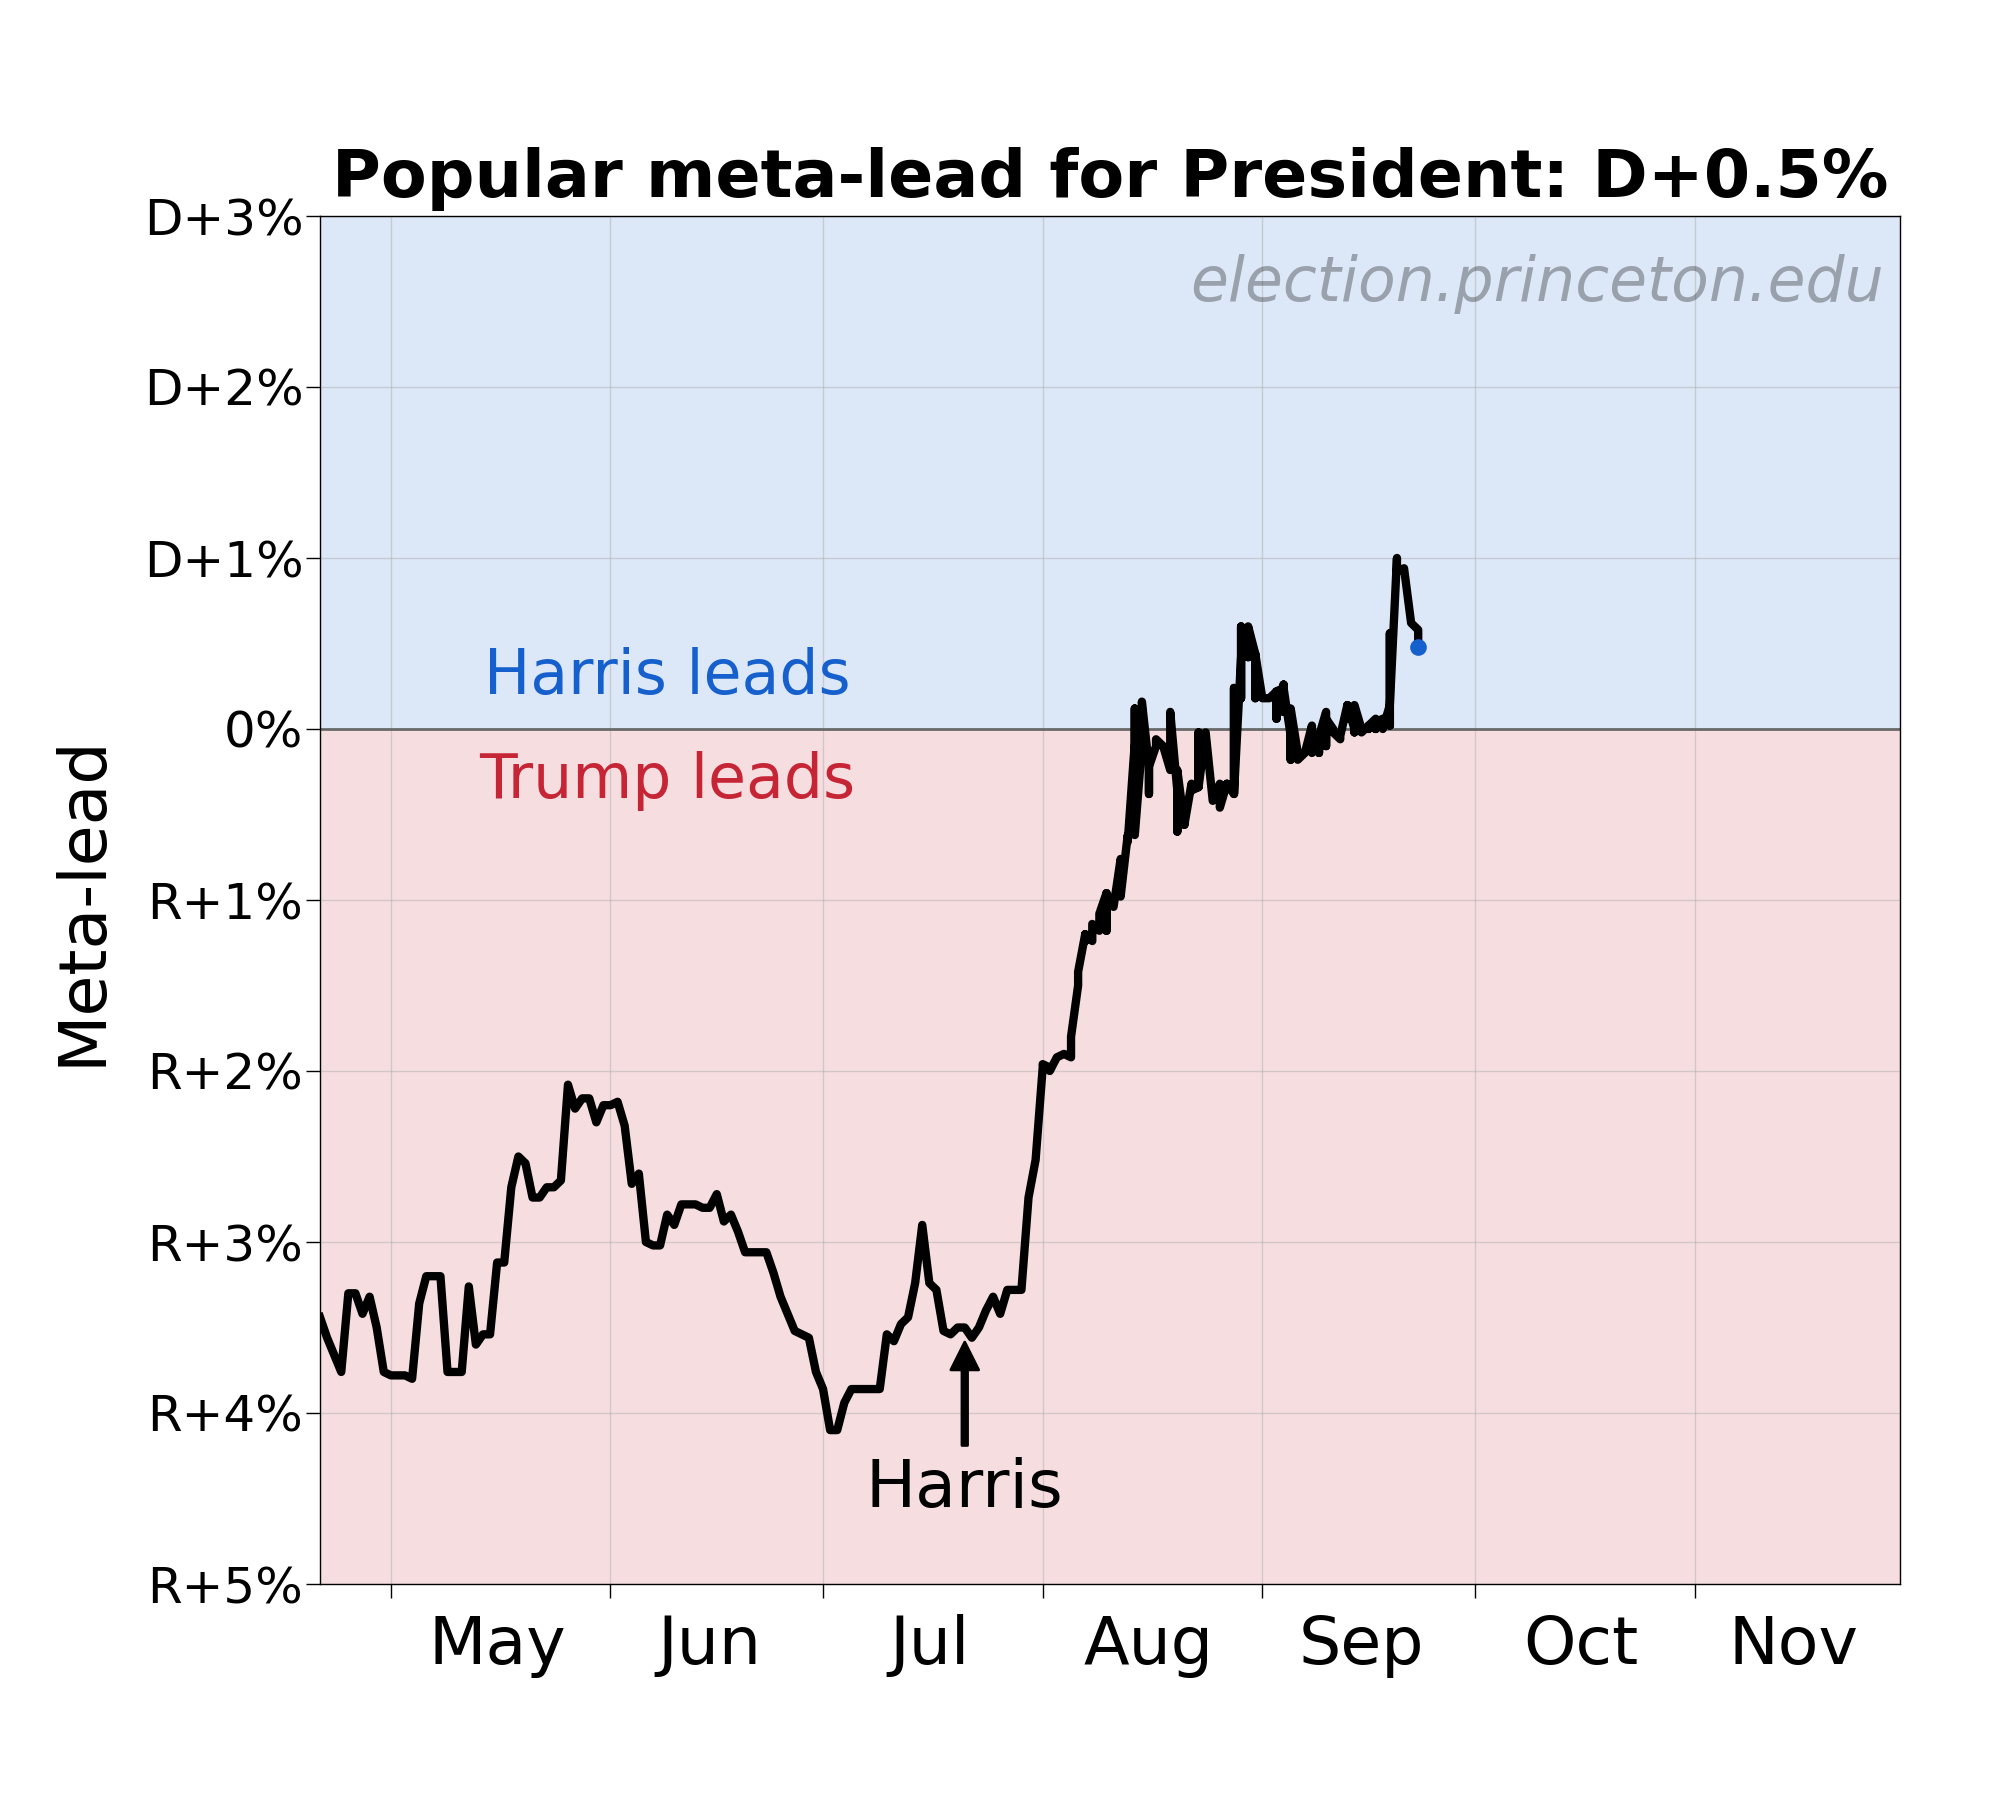 Popular meta-lead for President: D+0.5%
election.princeton.edu
D+3%
D+2%
D+1%
0%
R+1%
R+2%
R+3%
R+4%
R+5%
Meta-lead
Harris leads
Trump leads
Harris
May Jun Jul Aug Sep Oct Nov